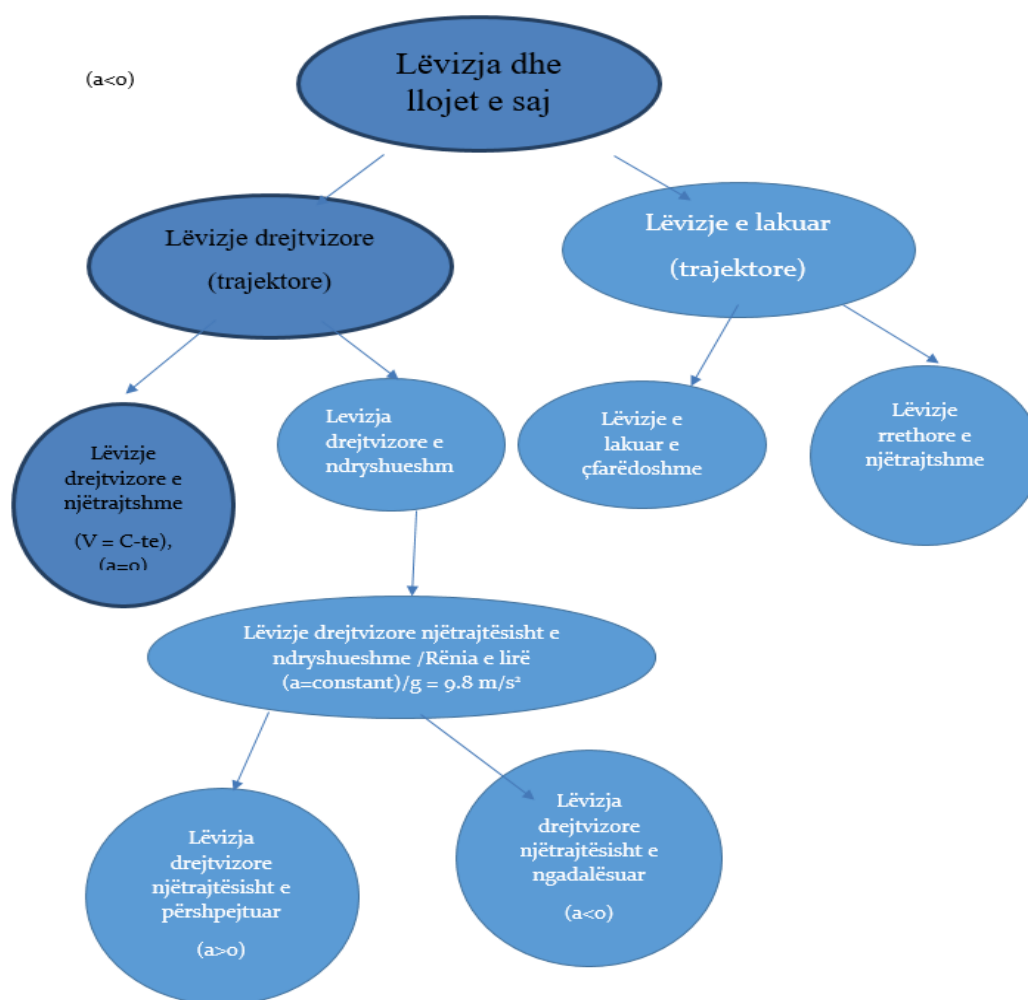 (a<o)
Lëvizja dhe
llojet e saj
Lëvizje drejtvizore
(trajektore)
Lëvizje e lakuar
(trajektore)
Lëvizje
drejtvizore e
njëtrajtshme
(V = C-te),
(a=o)
Levizja
drejtvizore e
ndryshueshm
Lëvizje e
lakuar e
çfarëdoshme
Lëvizje
rrethore e
njëtrajtshme
Lëvizje drejtvizore njëtrajtësisht e
ndryshueshme /Rënia e lirë
(a=constant)/g = 9.8 m/s²
Lëvizja
drejtvizore
njëtrajtësisht e
përshpejtuar
(a>o)
Lëvizja
drejtvizore
njëtrajtësisht e
ngadalësuar
(a<o)